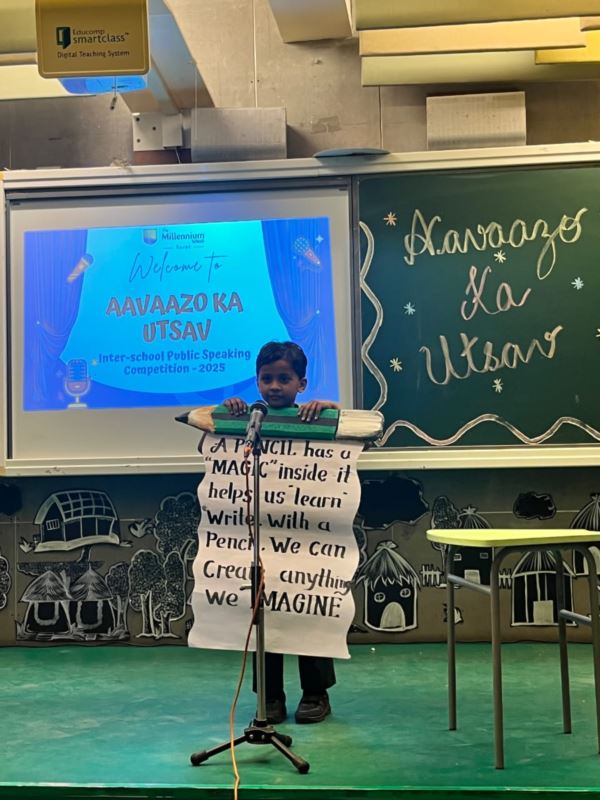 Educomp
smartclass™
Digital Teaching System
The
Millennium
School
Welcome to
AAVAAZO KA
UTSAV
Inter-school Public Speaking
Competition - 2025
Aavaazo
Ka
Utsav
A PENCIL has a
"MAGIC" inside it
helps us "learn"
"Write. With a
Pencil. We can
Create anything
We IMAGINE